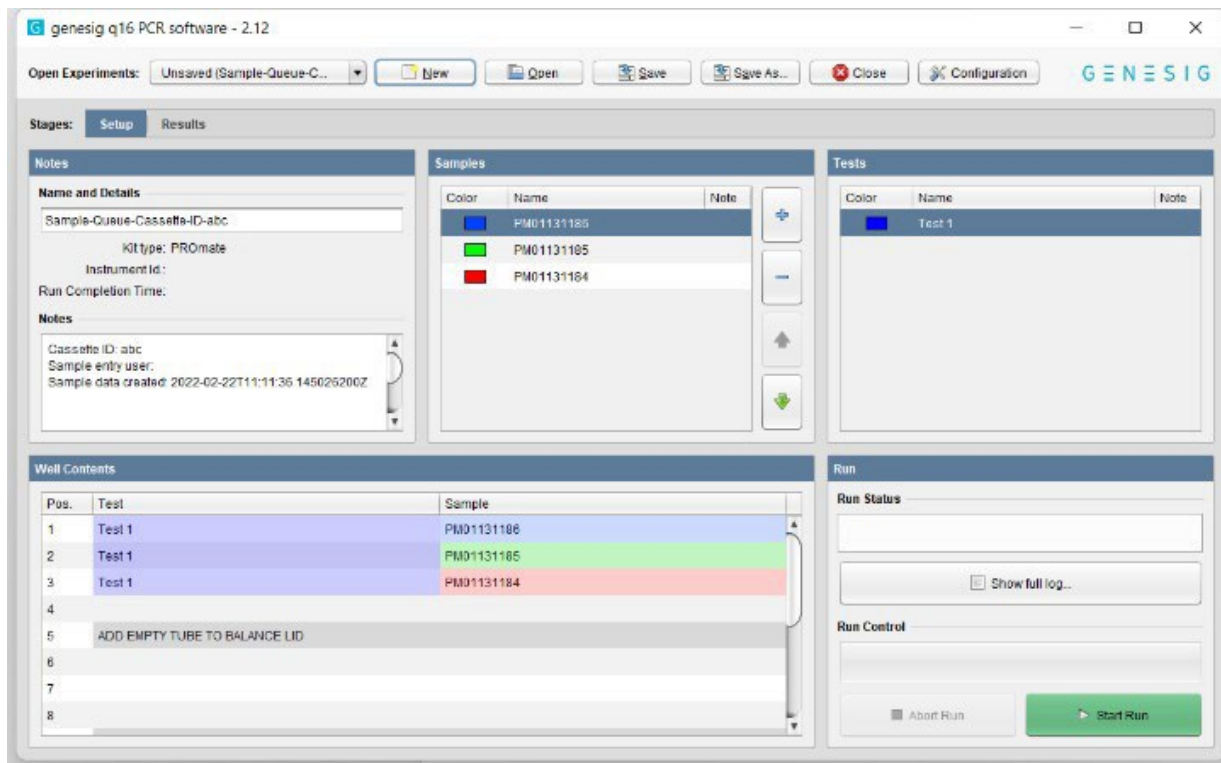 genesig q16 PCR software - 2.12
Open Experiments: Unsaved (Sample-Queue-C... New Open Save Save As... Close Configuration GENESIG
Stages: Setup Results
Notes
Name and Details
Sample-Queue-Cassette-ID-abc
Kit type: PROmate
Instrument Id.:
Run Completion Time:
Notes
Cassette ID: abc
Sample entry user:
Sample data created: 2022-02-22T11:11:36.145026200Z
Samples
Color Name Note
PM01131186
PM01131185
PM01131184
Tests
Color Name Note
Test 1
Well Contents
Pos. Test Sample
1 Test 1 PM01131186
2 Test 1 PM01131185
3 Test 1 PM01131184
4
5 ADD EMPTY TUBE TO BALANCE LID
6
7
8
Run
Run Status
Show full log...
Run Control
Abort Run Start Run